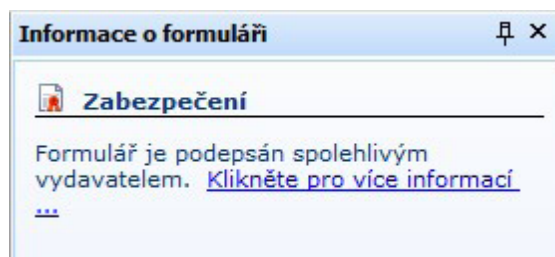 Informace o formuláři
Zabezpečení
Formulář je podepsán spolehlivým
vydavatelem. Klikněte pro více informací
...